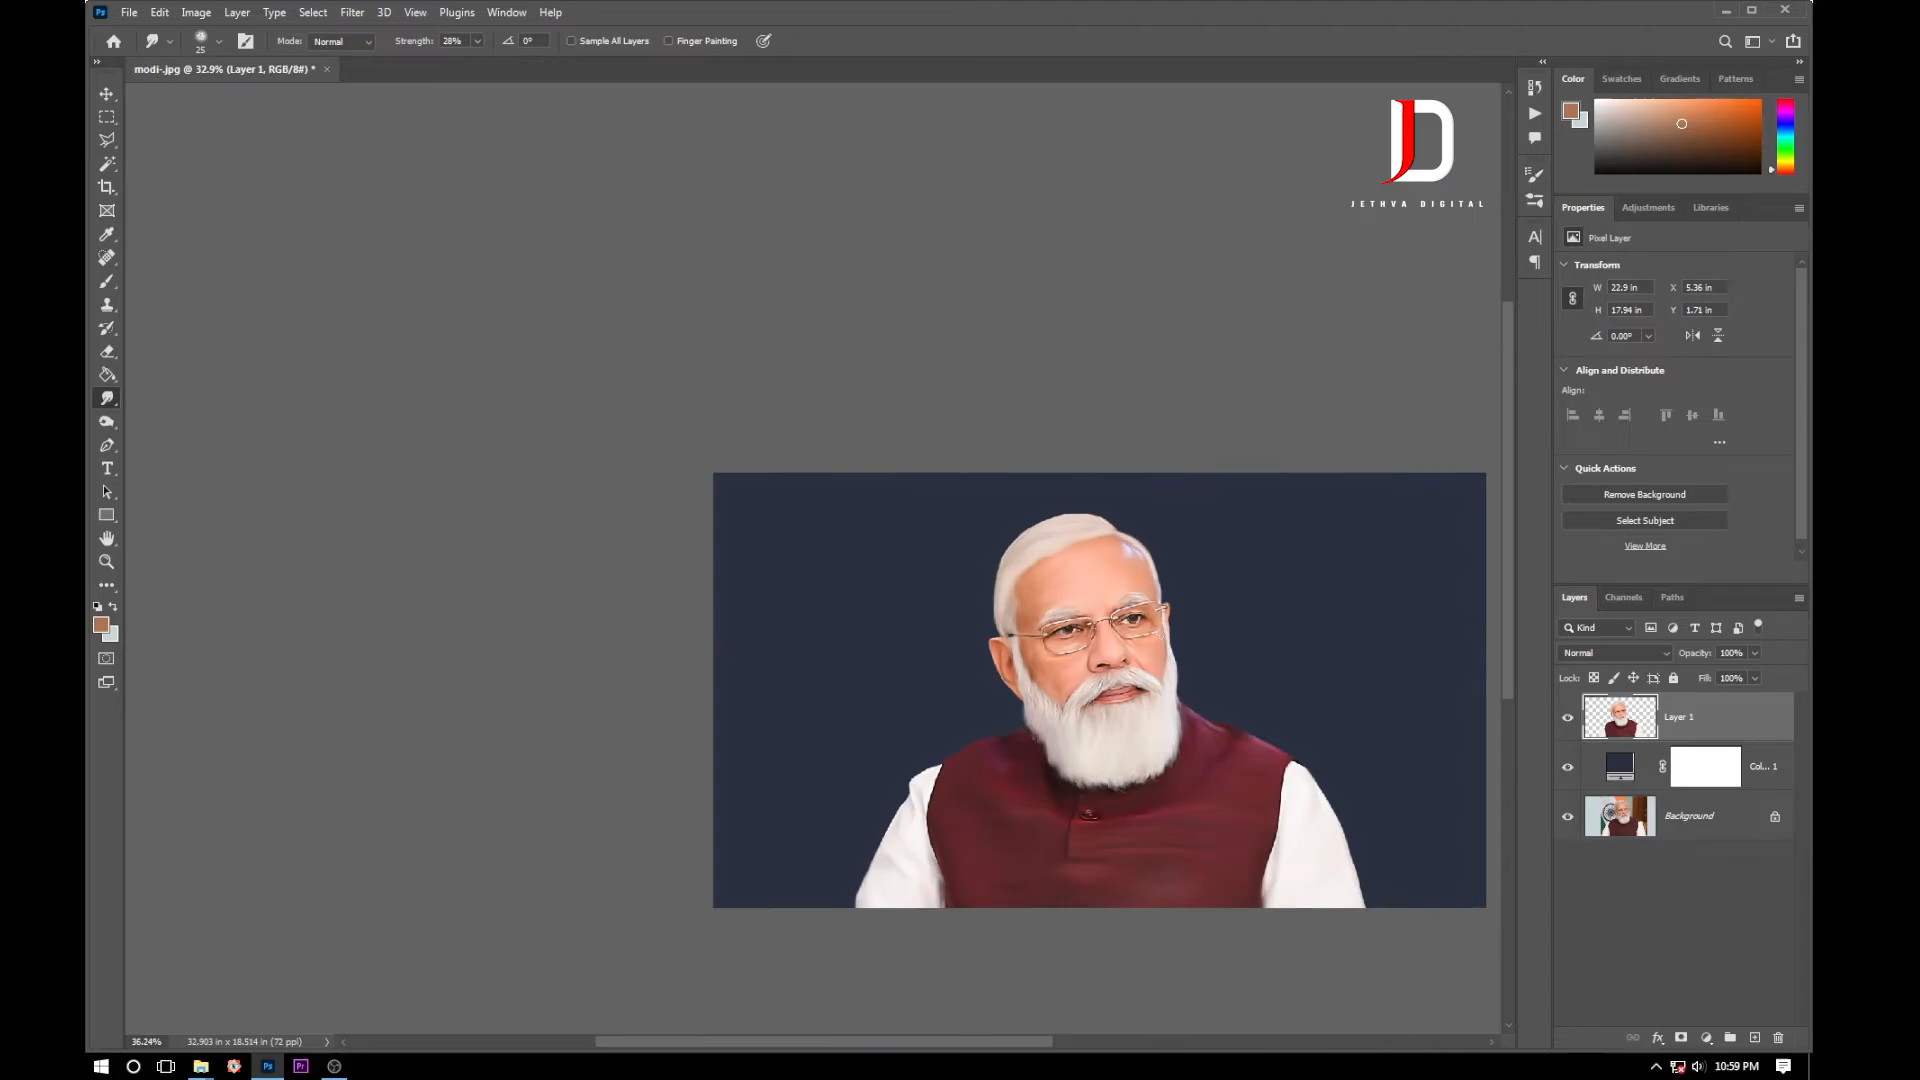 Ps File Edit Image Layer Type Select Filter 3D View Plugins Window Help
25 Mode: Normal Strength: 28% 0° Sample All Layers Finger Painting
modi-.jpg @ 32.9% (Layer 1, RGB/8#) * ×
Color Swatches Gradients Patterns
JD
JETHVA DIGITAL
Properties Adjustments Libraries
Pixel Layer
Transform
W 22.9 in X 5.36 in
H 17.94 in Y 1.71 in
0.00°
Align and Distribute
Align:
Quick Actions
Remove Background
Select Subject
View More
Layers Channels Paths
Kind
Normal Opacity: 100%
Lock: Fill: 100%
Layer 1
Col... 1
Background
36.24% 32.903 in x 18.514 in (72 ppi)
Ps Pr 10:59 PM